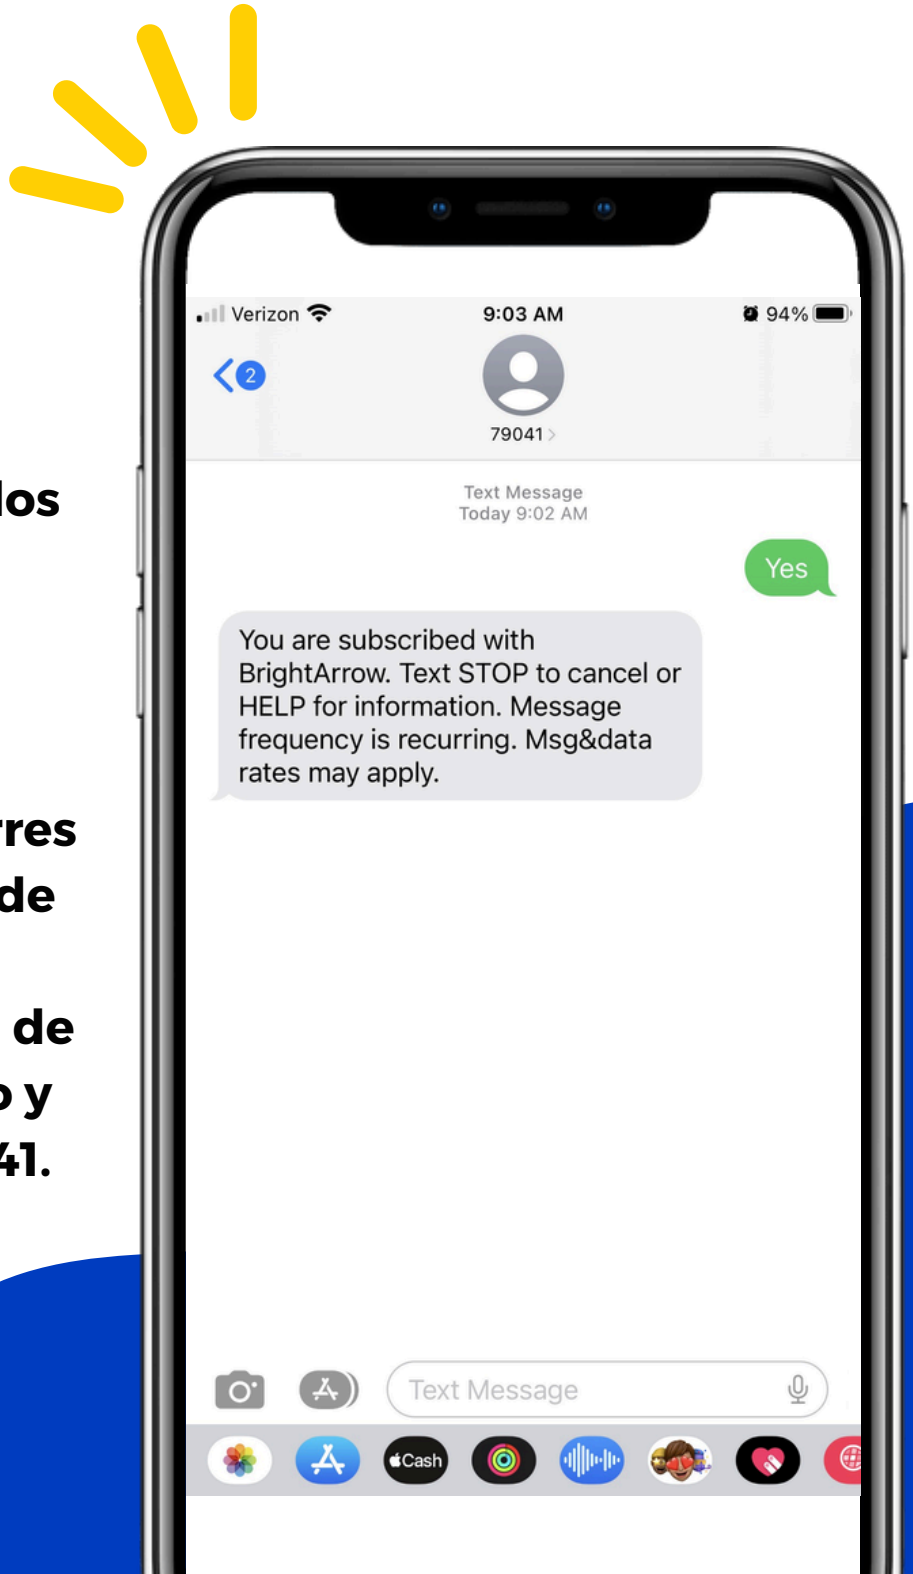 Verizon
9:03 AM
94%
2
79041
Text Message
Today 9:02 AM
Yes
You are subscribed with
BrightArrow. Text STOP to cancel or
HELP for information. Message
frequency is recurring. Msg&data
rates may apply.
los
rres
de
de
o y
41.
Text Message
Cash